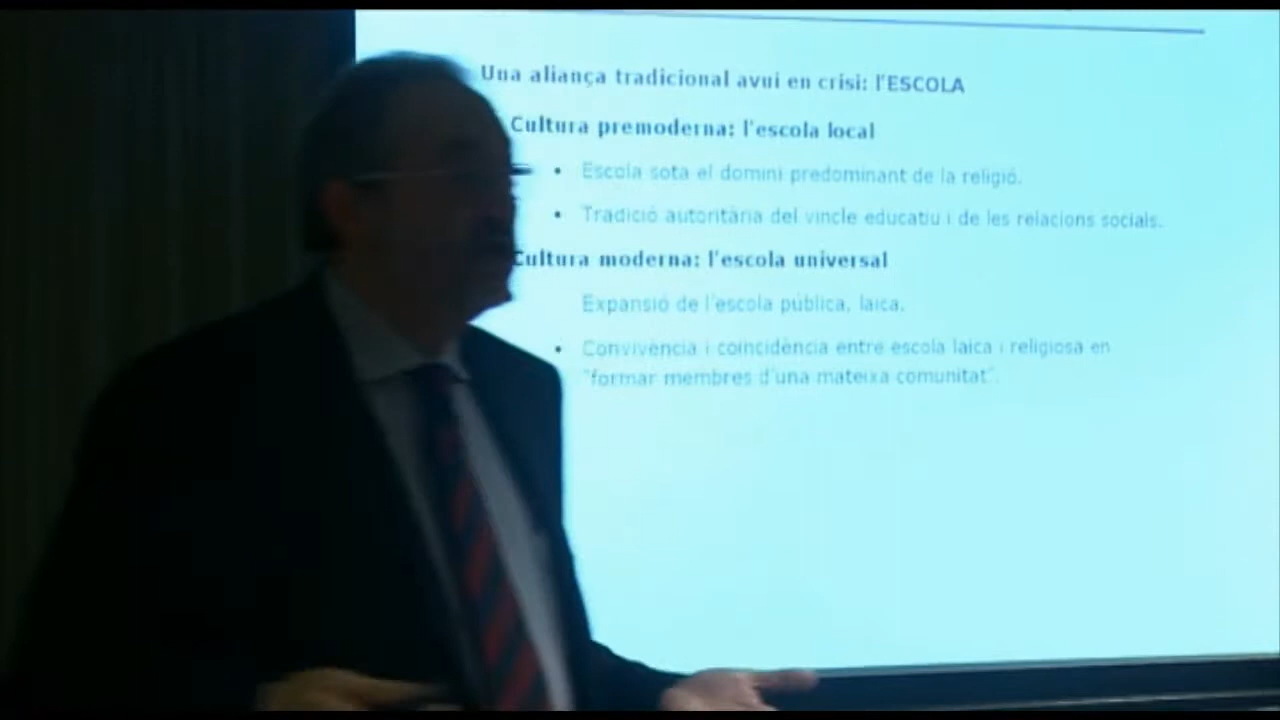 Una aliança tradicional avui en crisi: l'ESCOLA
Cultura premoderna: l'escola local
• Escola sota el domini predominant de la religió.
• Tradició autoritària del vincle educatiu i de les relacions socials.
Cultura moderna: l'escola universal
Expansió de l'escola pública, laica.
• Convivència i coincidència entre escola laica i religiosa en
"formar membres d'una mateixa comunitat".